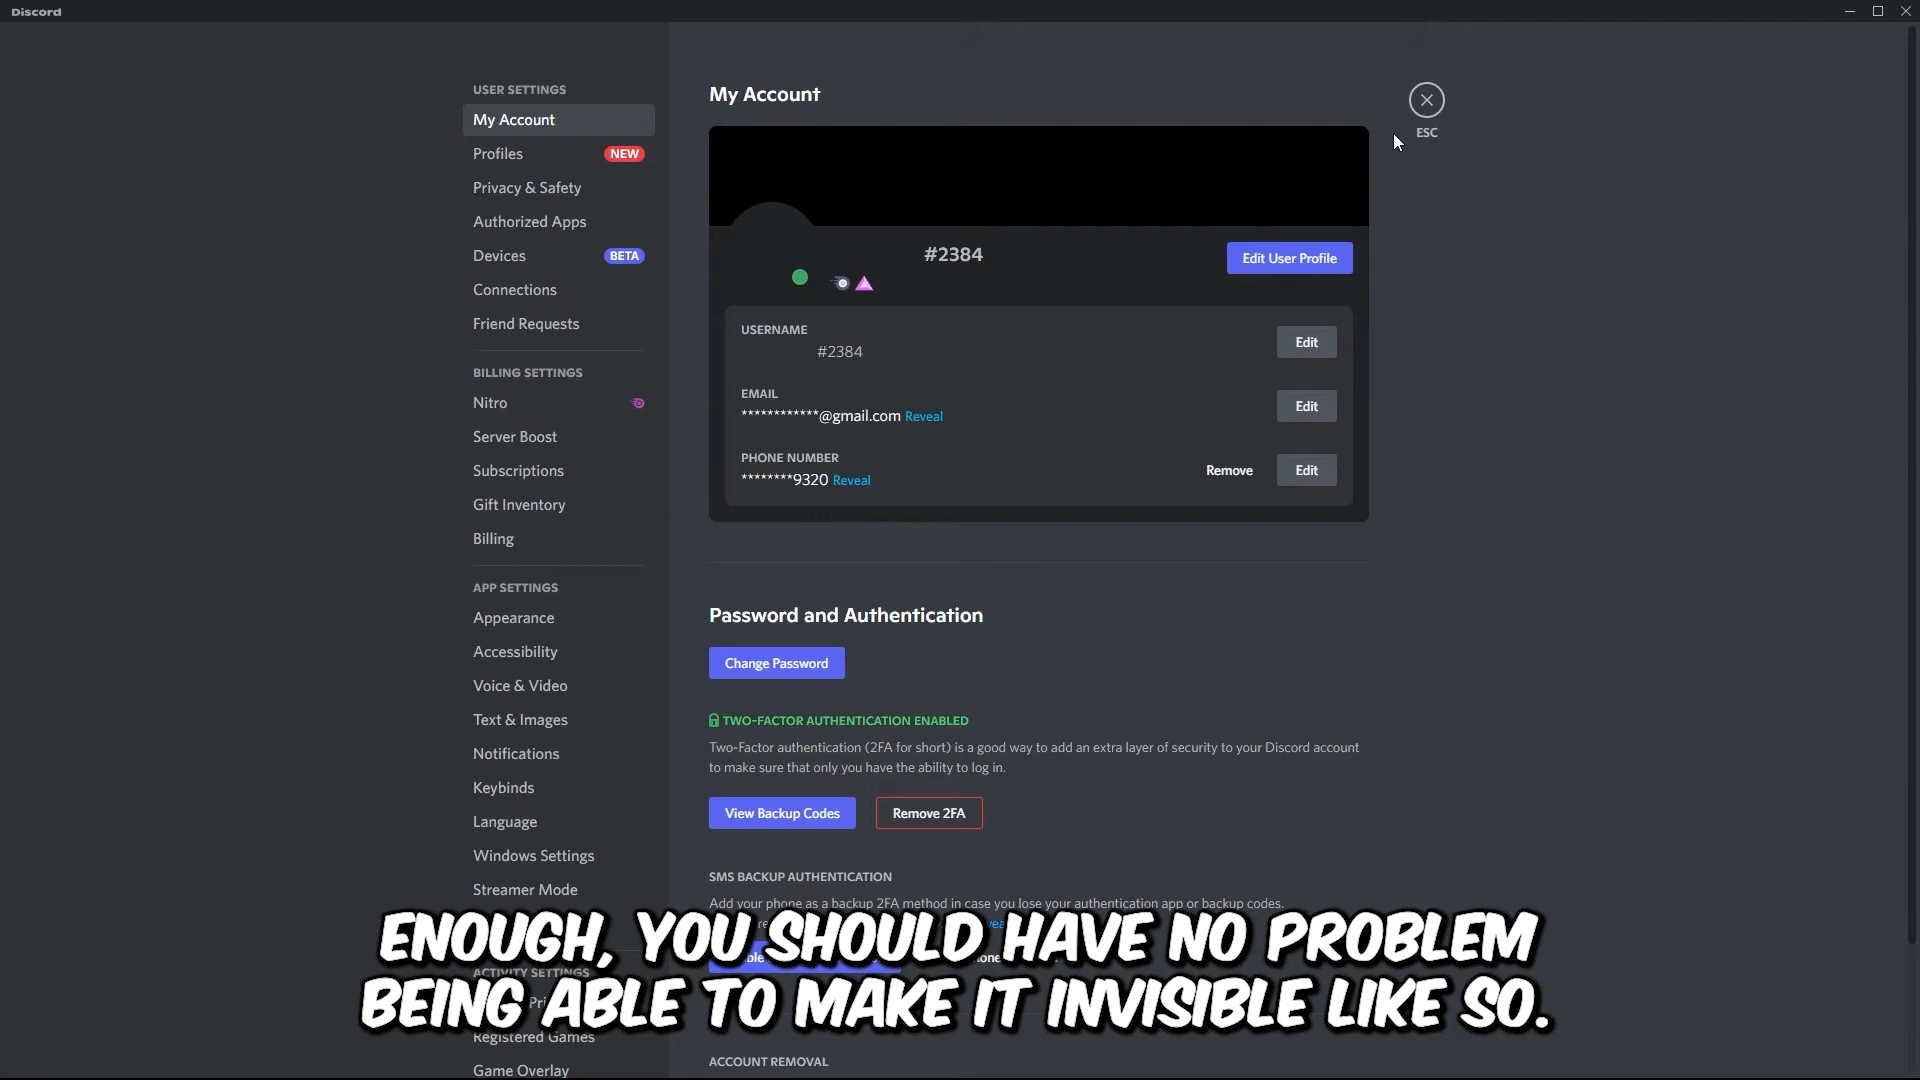 Discord
USER SETTINGS
My Account
Profiles
NEW
Privacy & Safety
Authorized Apps
Devices
BETA
Connections
Friend Requests
BILLING SETTINGS
Nitro
Server Boost
Subscriptions
Gift Inventory
Billing
APP SETTINGS
Appearance
Accessibility
Voice & Video
Text & Images
Notifications
Keybinds
Language
Windows Settings
Streamer Mode
ACTIVITY SETTINGS
Registered Games
Game Overlay
My Account
ESC
#2384
Edit User Profile
USERNAME
#2384
Edit
EMAIL
************@gmail.com Reveal
Edit
PHONE NUMBER
********9320 Reveal
Remove
Edit
Password and Authentication
Change Password
TWO-FACTOR AUTHENTICATION ENABLED
Two-Factor authentication (2FA for short) is a good way to add an extra layer of security to your Discord account
to make sure that only you have the ability to log in.
View Backup Codes
Remove 2FA
SMS BACKUP AUTHENTICATION
Add your phone as a backup 2FA method in case you lose your authentication app or backup codes.
ACCOUNT REMOVAL
ENOUGH, YOU SHOULD HAVE NO PROBLEM
BEING ABLE TO MAKE IT INVISIBLE LIKE SO.